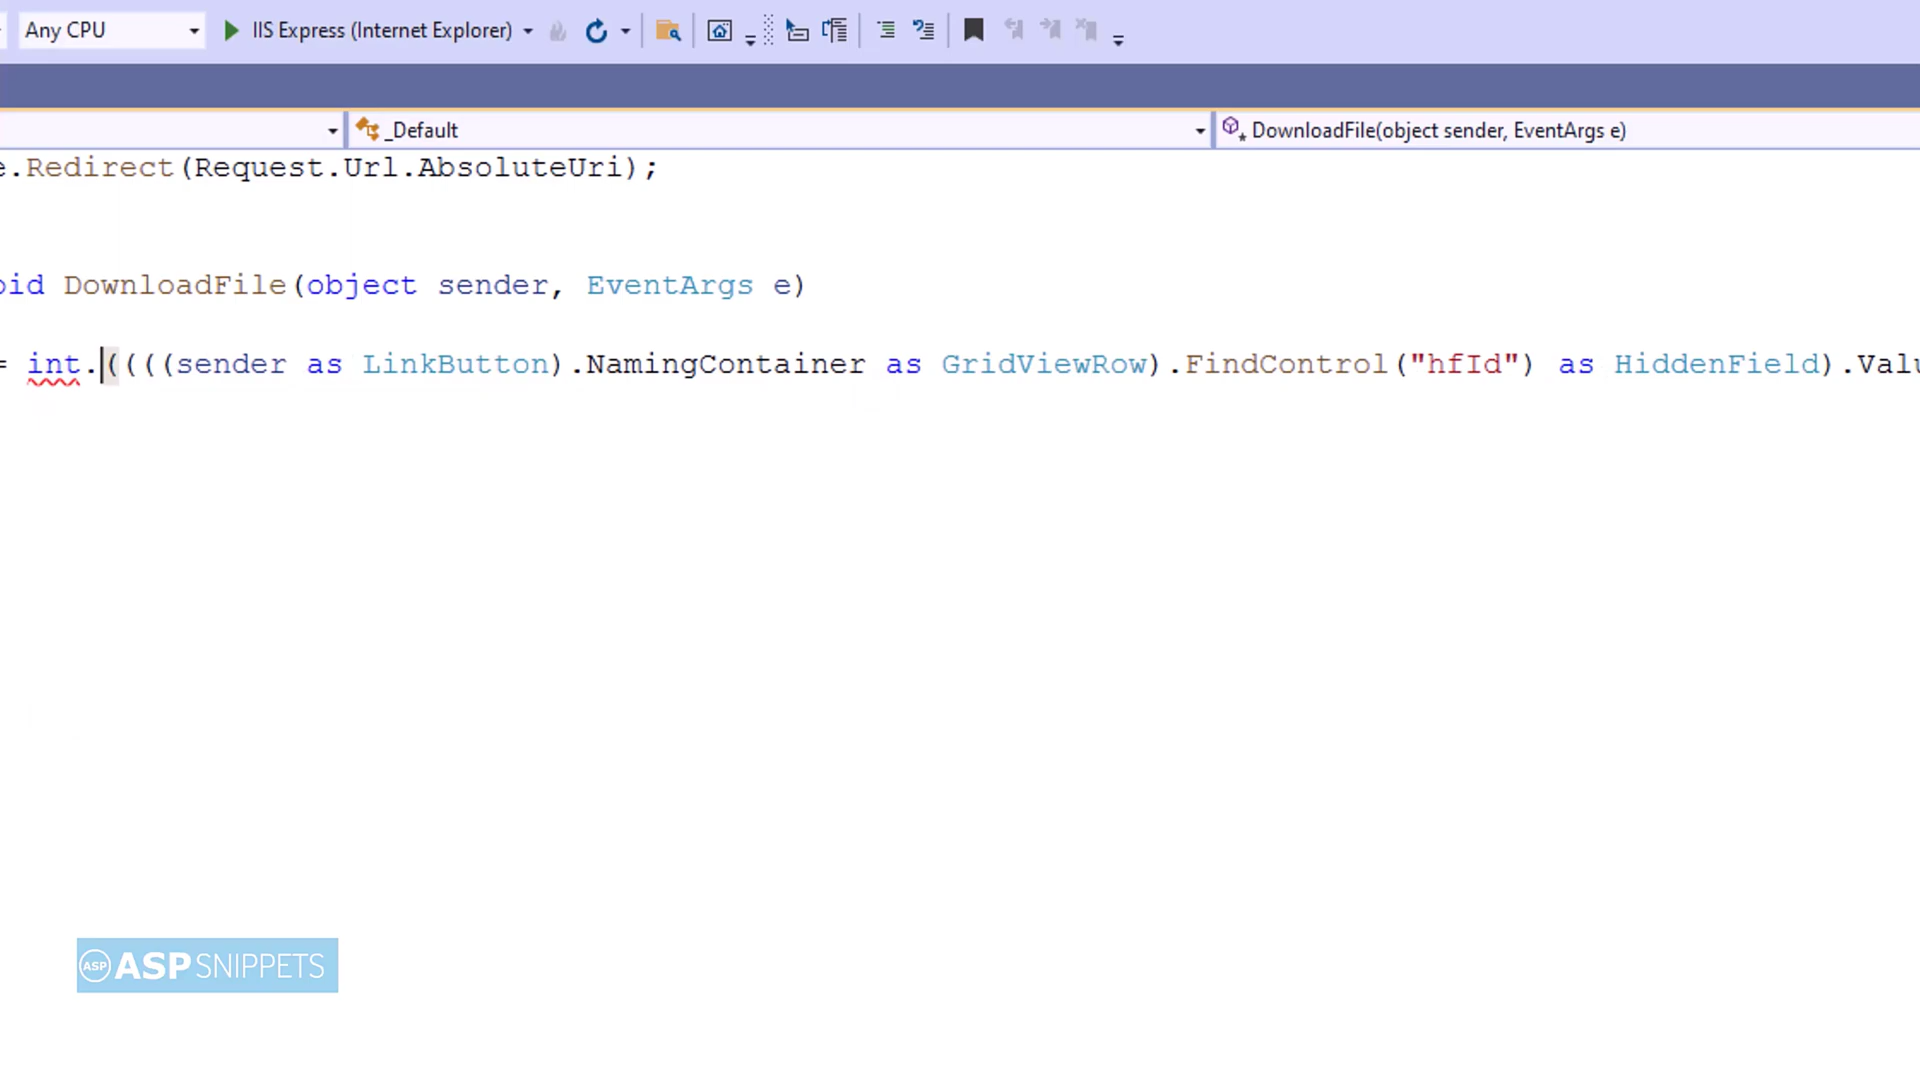 Any CPU IIS Express (Internet Explorer)
_Default DownloadFile(object sender, EventArgs e)
e.Redirect(Request.Url.AbsoluteUri);
oid DownloadFile(object sender, EventArgs e)
= int.((((sender as LinkButton).NamingContainer as GridViewRow).FindControl("hfId") as HiddenField).Valu
ASP ASPSNIPPETS